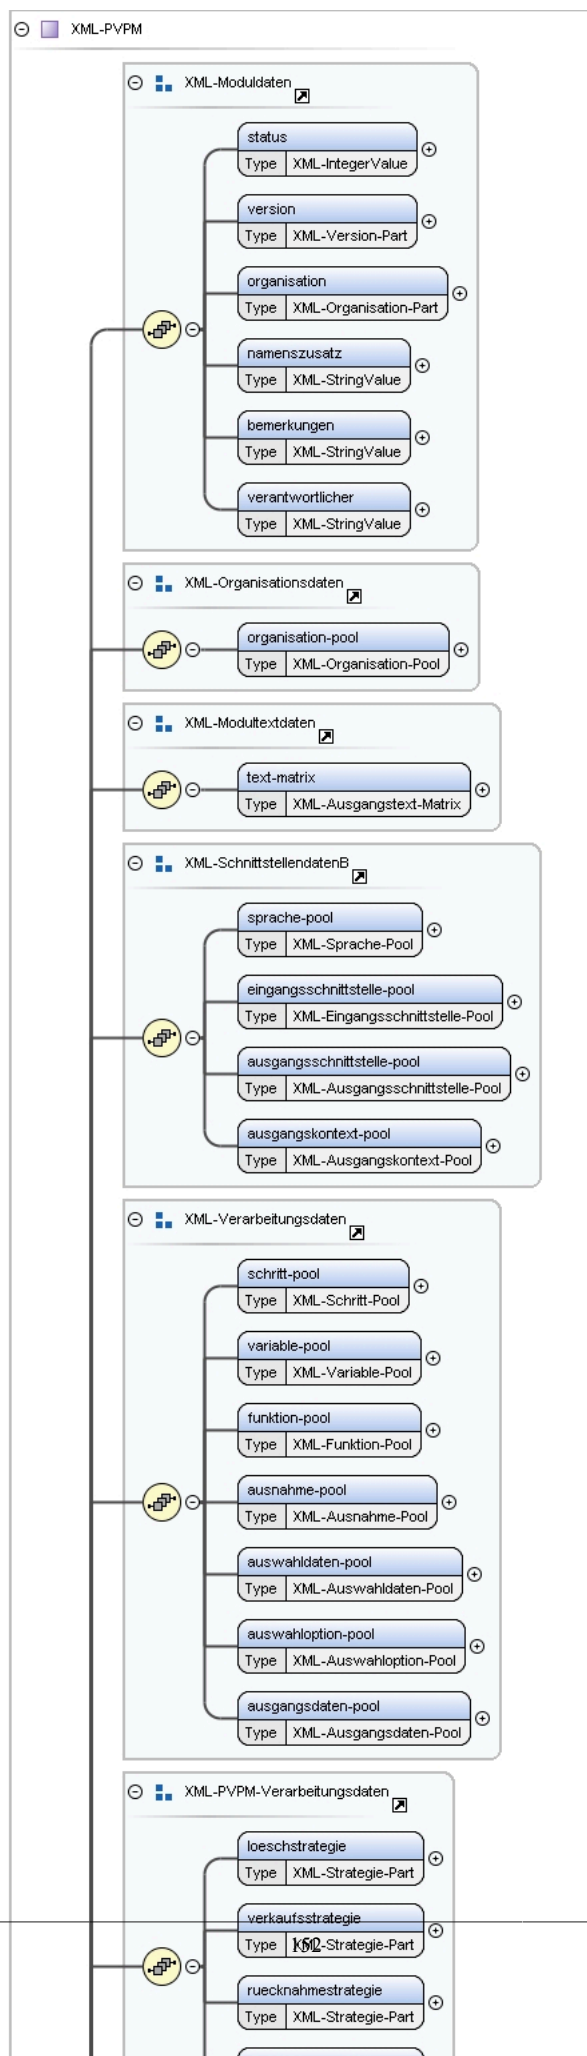 XML-PVPM
XML-Moduldaten
status
Type XML-IntegerValue
version
Type XML-Version-Part
organisation
Type XML-Organisation-Part
namenszusatz
Type XML-StringValue
bemerkungen
Type XML-StringValue
verantwortlicher
Type XML-StringValue
XML-Organisationsdaten
organisation-pool
Type XML-Organisation-Pool
XML-Modultextdaten
text-matrix
Type XML-Ausgangstext-Matrix
XML-SchnittstellendatenB
sprache-pool
Type XML-Sprache-Pool
eingangsschnittstelle-pool
Type XML-Eingangsschnittstelle-Pool
ausgangsschnittstelle-pool
Type XML-Ausgangsschnittstelle-Pool
ausgangskontext-pool
Type XML-Ausgangskontext-Pool
XML-Verarbeitungsdaten
schritt-pool
Type XML-Schritt-Pool
variable-pool
Type XML-Variable-Pool
funktion-pool
Type XML-Funktion-Pool
ausnahme-pool
Type XML-Ausnahme-Pool
auswahldaten-pool
Type XML-Auswahldaten-Pool
auswahloption-pool
Type XML-Auswahloption-Pool
ausgangsdaten-pool
Type XML-Ausgangsdaten-Pool
XML-PVPM-Verarbeitungsdaten
loeschstrategie
Type XML-Strategie-Part
verkaufsstrategie
Type XML-Strategie-Part
152
ruecknahmestrategie
Type XML-Strategie-Part